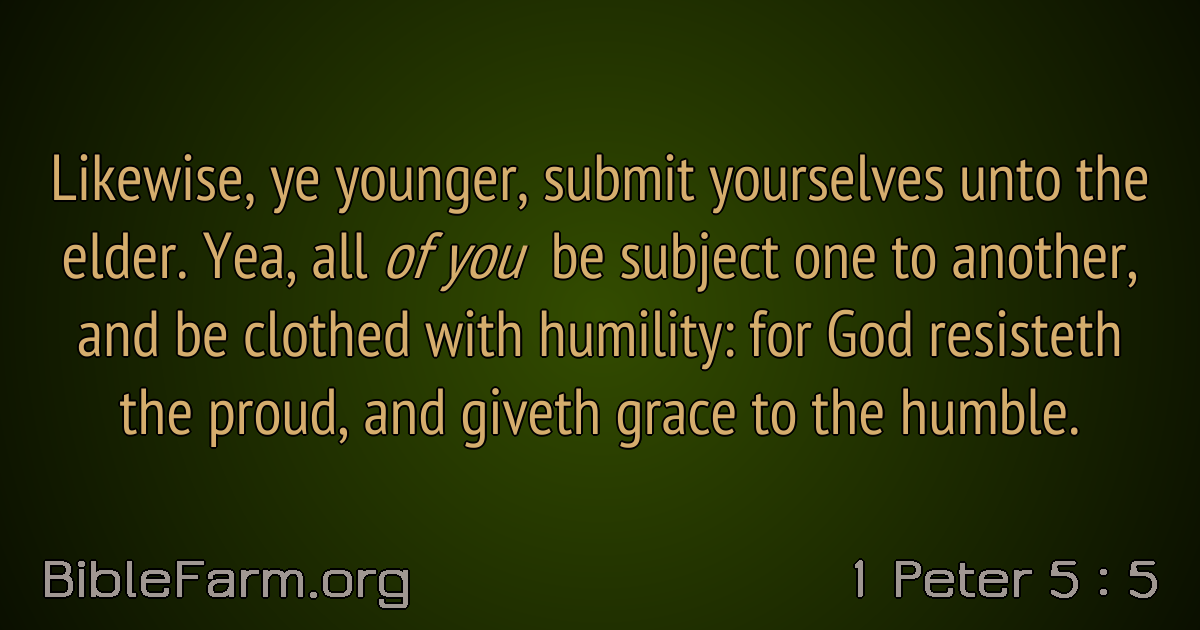 Likewise, ye younger, submit yourselves unto the
elder. Yea, all of you be subject one to another,
and be clothed with humility: for God resisteth
the proud, and giveth grace to the humble.
BibleFarm.org
1 Peter 5 : 5